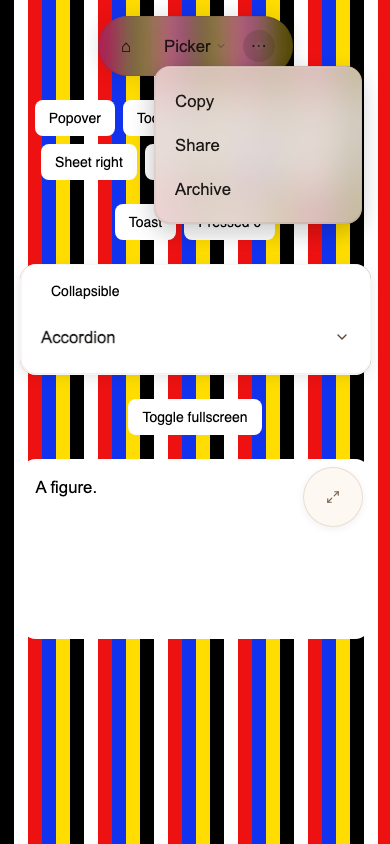 Picker
Copy
Share
Archive
Popover
Sheet right
Toast
Collapsible
Accordion
Toggle fullscreen
A figure.